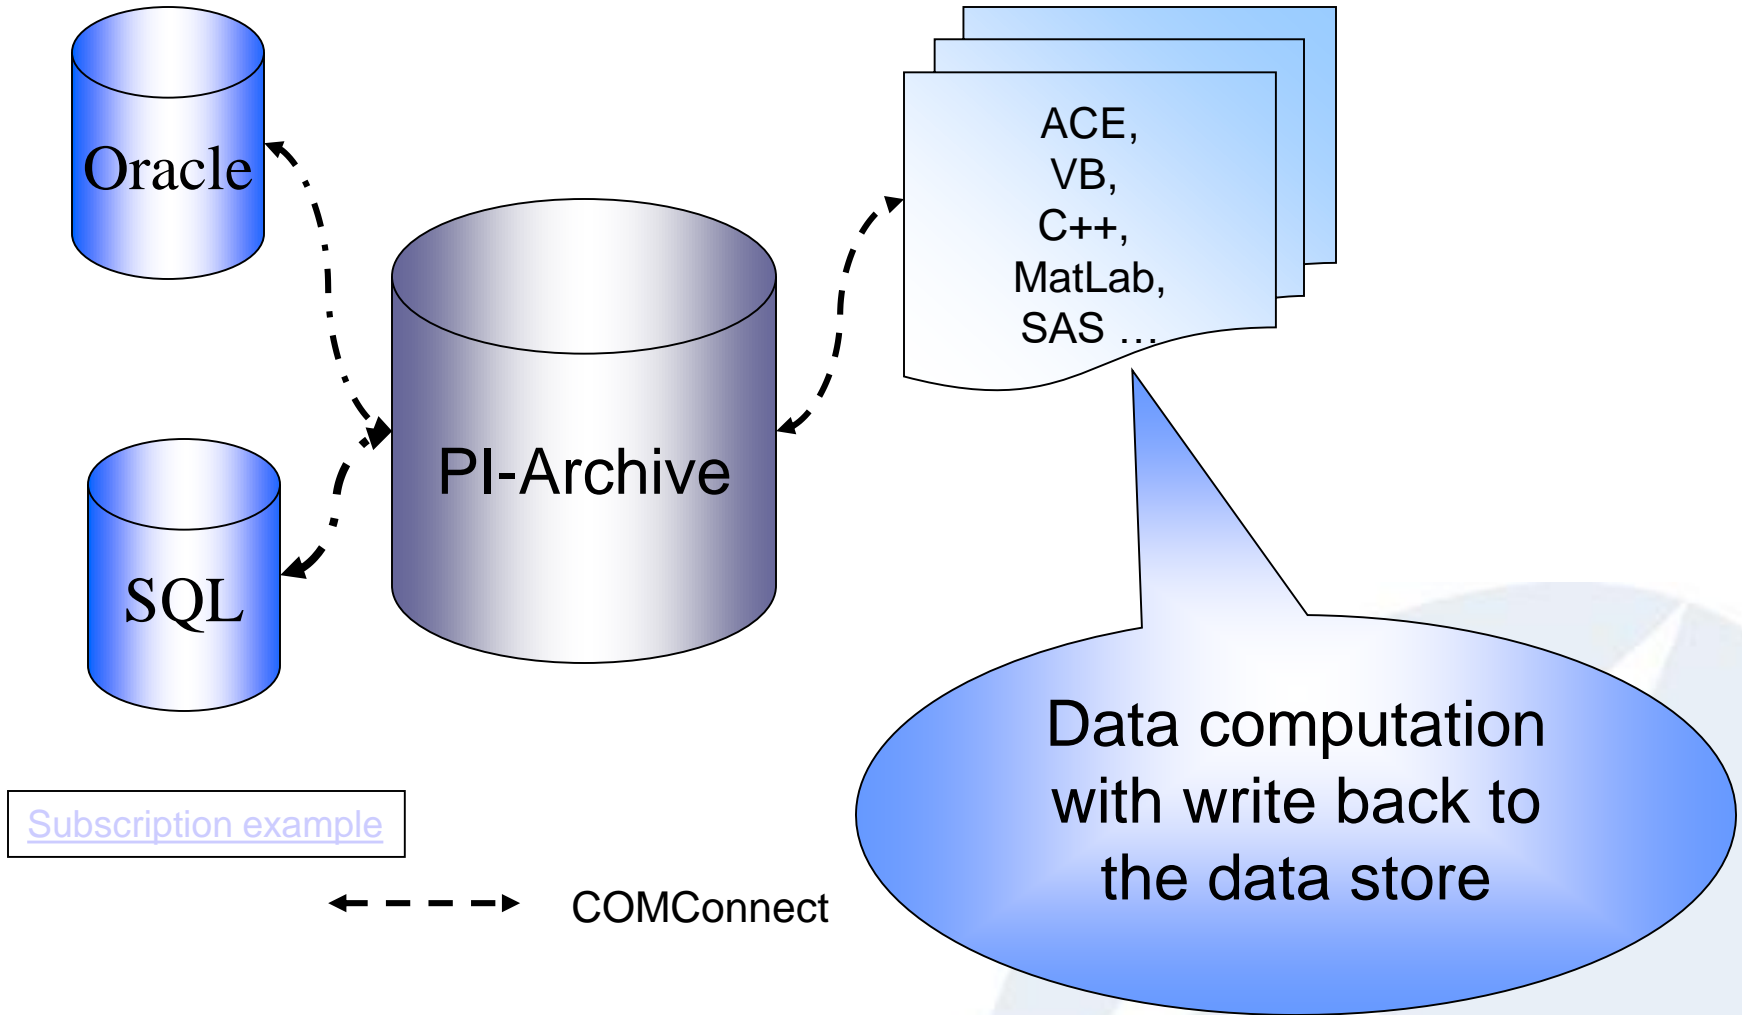 Oracle
SQL
PI-Archive
ACE,
VB,
C++,
MatLab,
SAS …
Data computation
with write back to
the data store
Subscription example
COMConnect